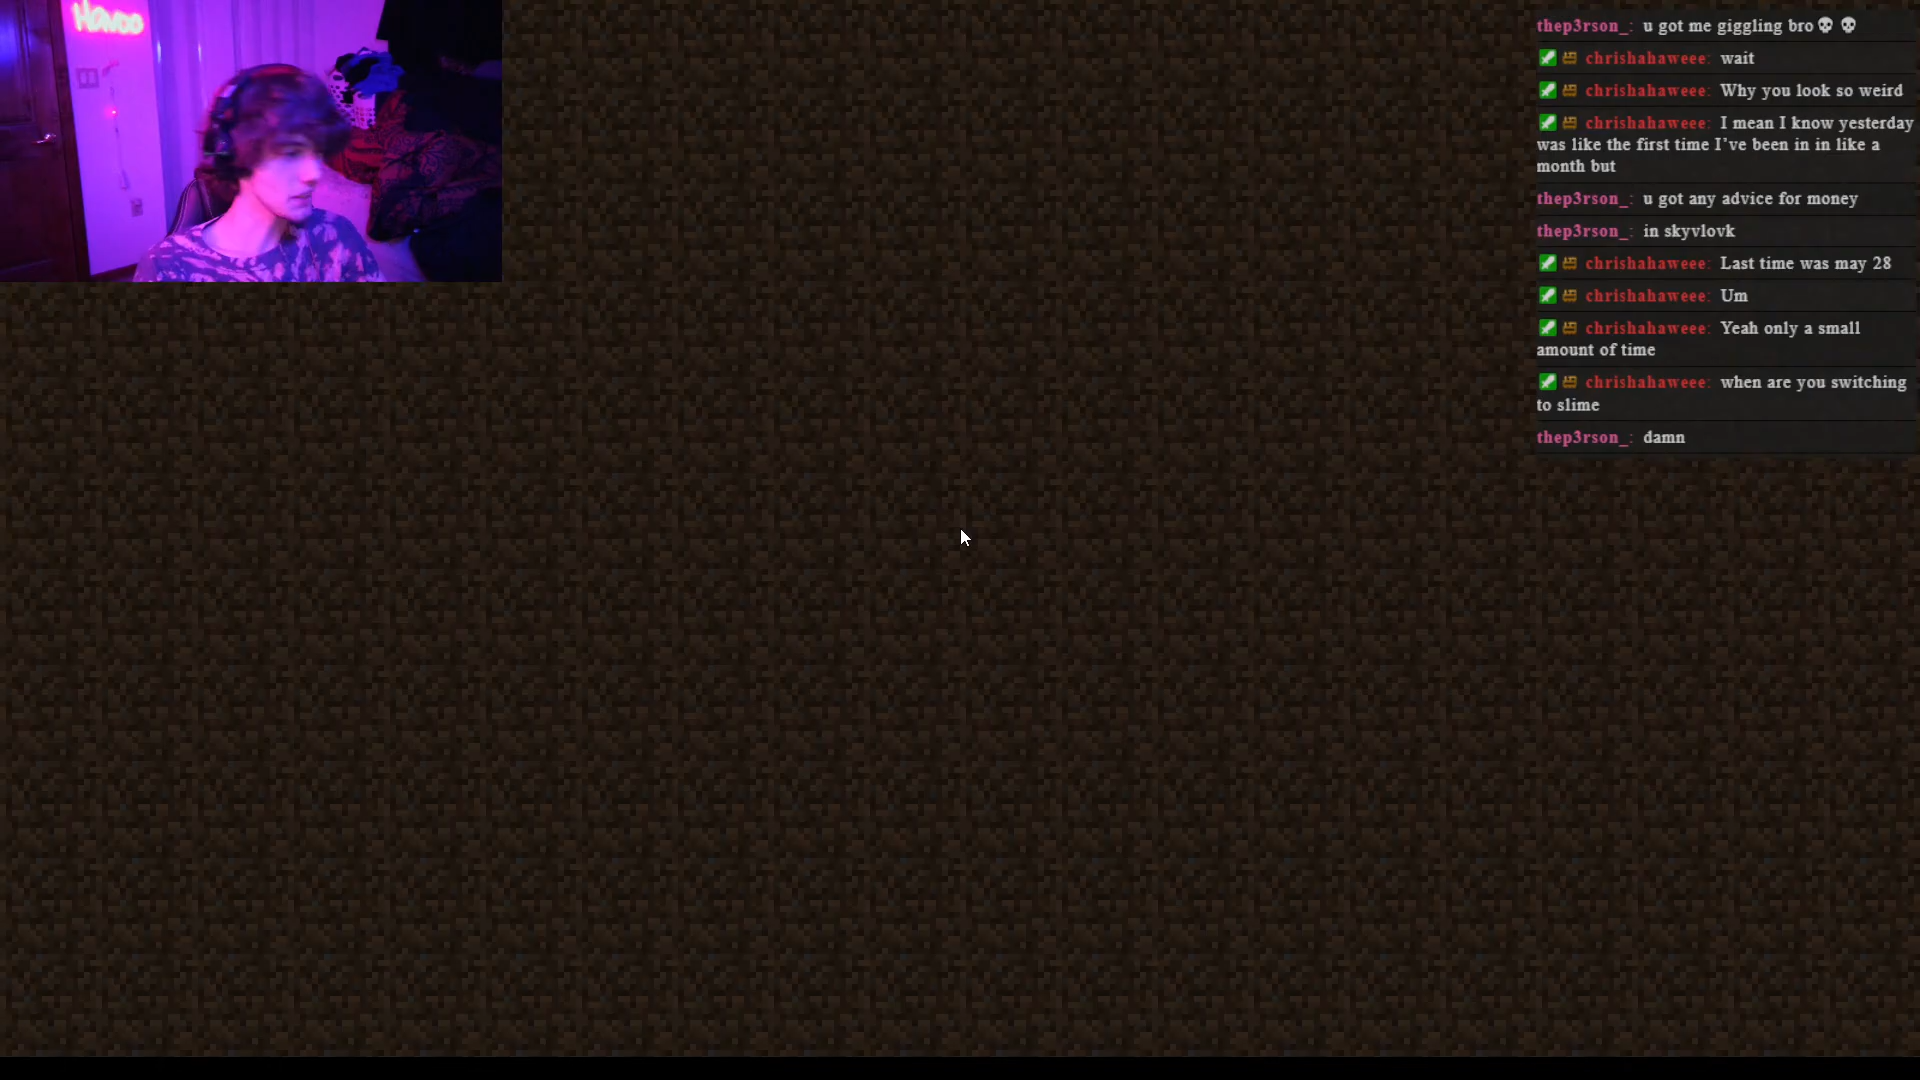 Havoc
thep3rson_: u got me giggling bro💀 💀
chrishahaweee: wait
chrishahaweee: Why you look so weird
chrishahaweee: I mean I know yesterday
was like the first time I’ve been in in like a
month but
thep3rson_: u got any advice for money
thep3rson_: in skyvlovk
chrishahaweee: Last time was may 28
chrishahaweee: Um
chrishahaweee: Yeah only a small
amount of time
chrishahaweee: when are you switching
to slime
thep3rson_: damn